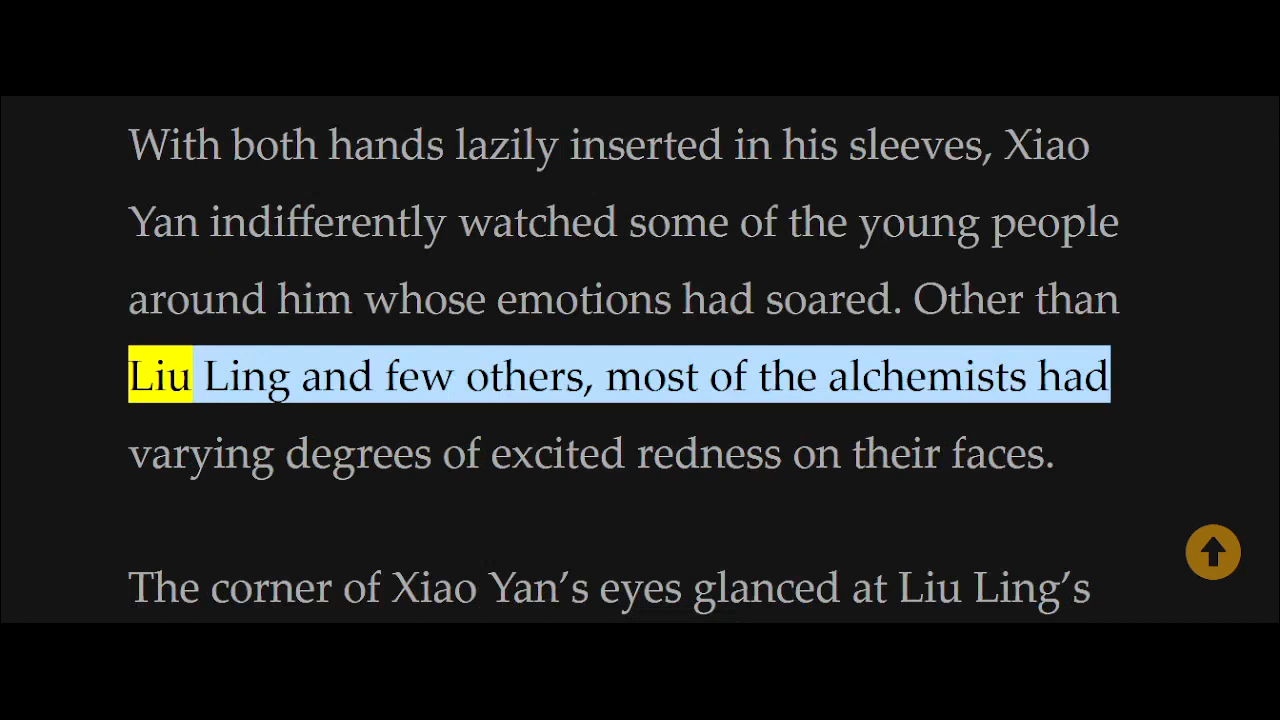 With both hands lazily inserted in his sleeves, Xiao
Yan indifferently watched some of the young people
around him whose emotions had soared. Other than
Liu Ling and few others, most of the alchemists had
varying degrees of excited redness on their faces.
The corner of Xiao Yan’s eyes glanced at Liu Ling’s